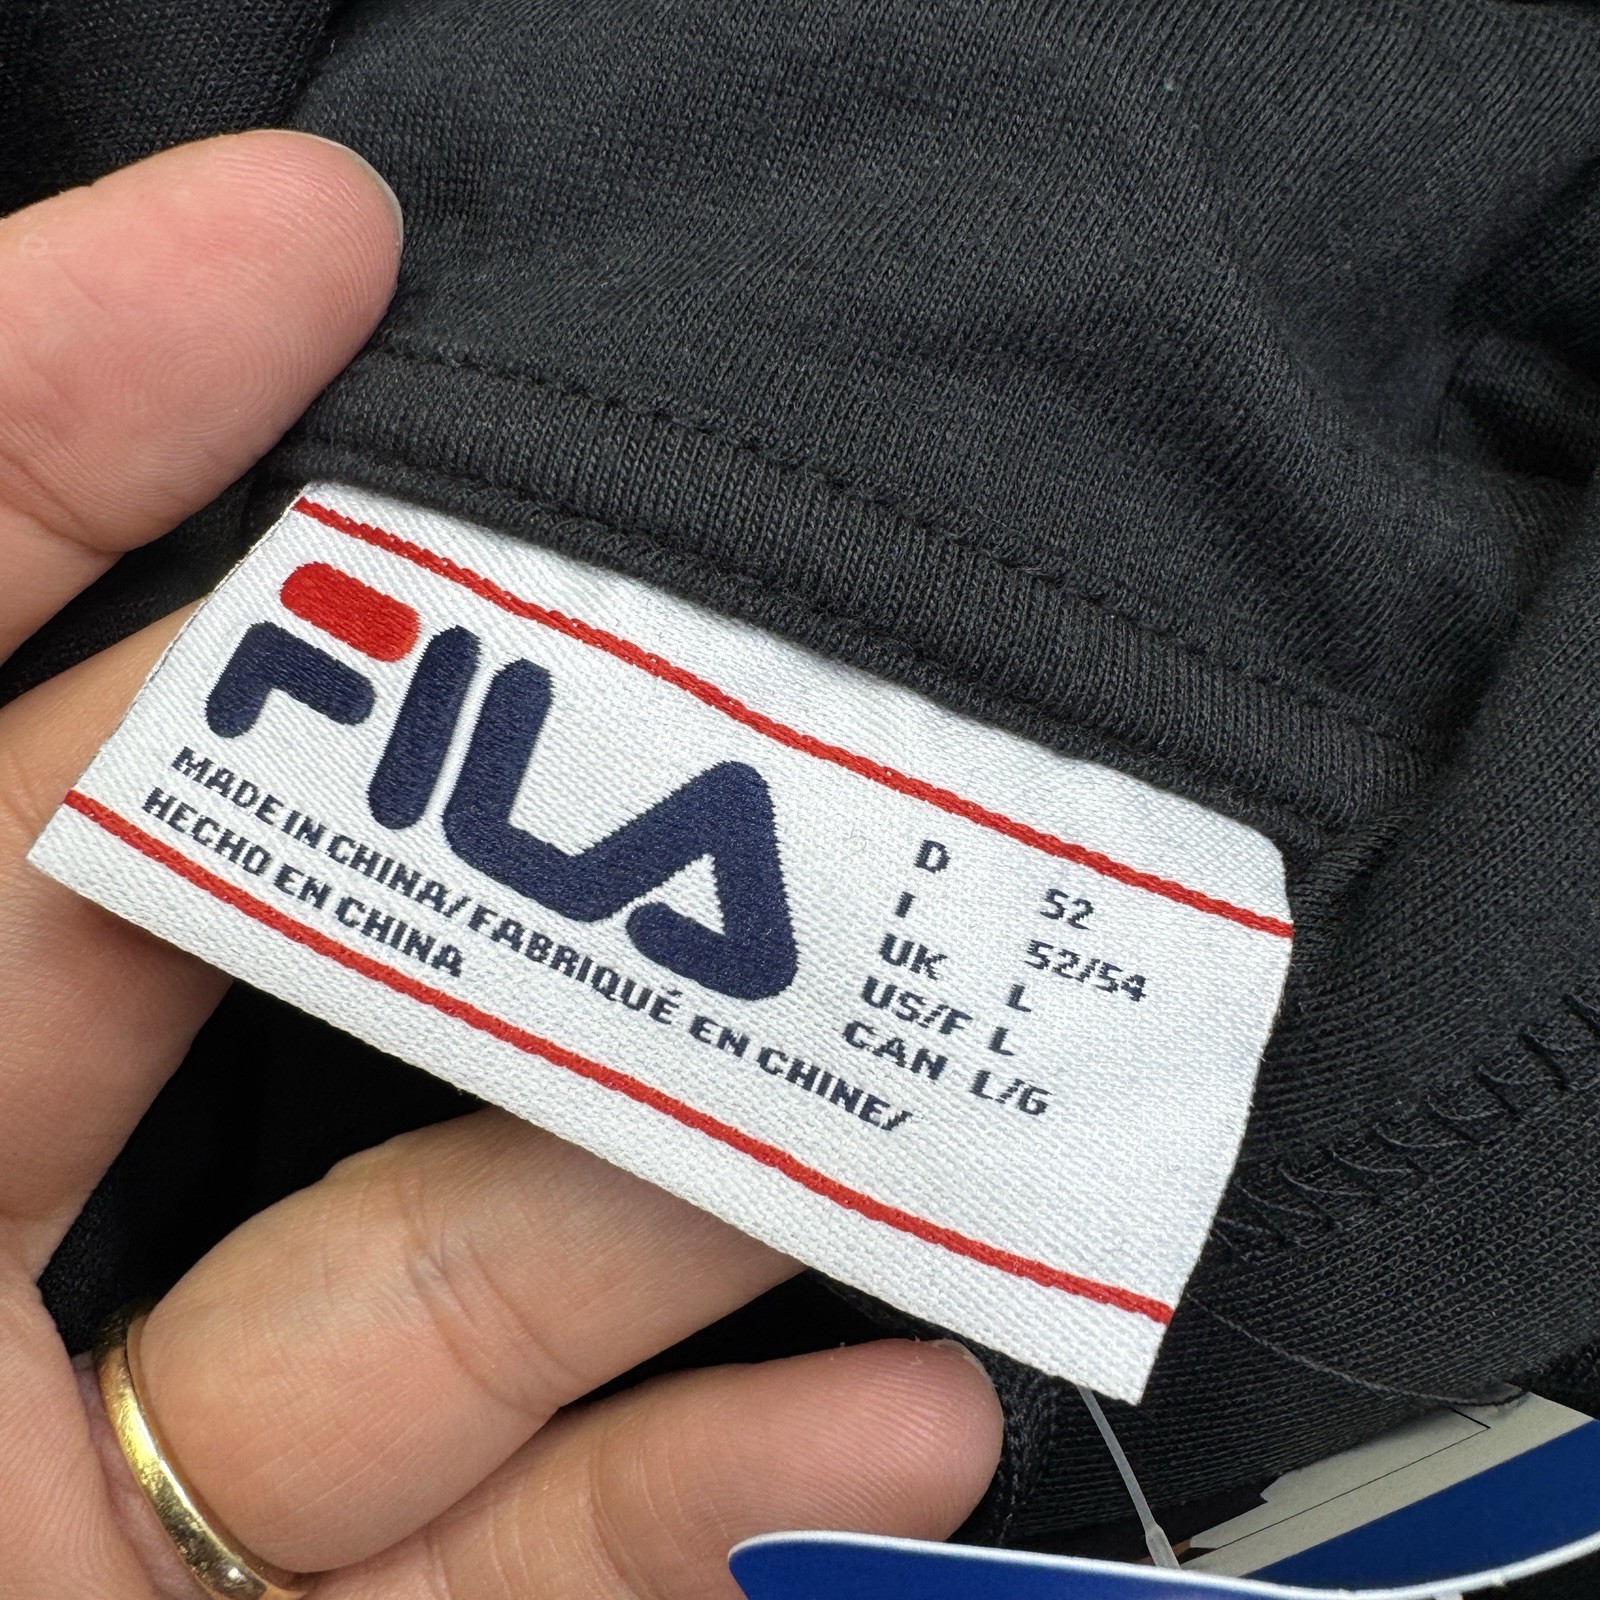 FILA
MADE IN CHINA/FABRIQUÉ EN CHINE/
HECHO EN CHINA
D 52
I 52/54
UK L
US/F L
CAN L/G